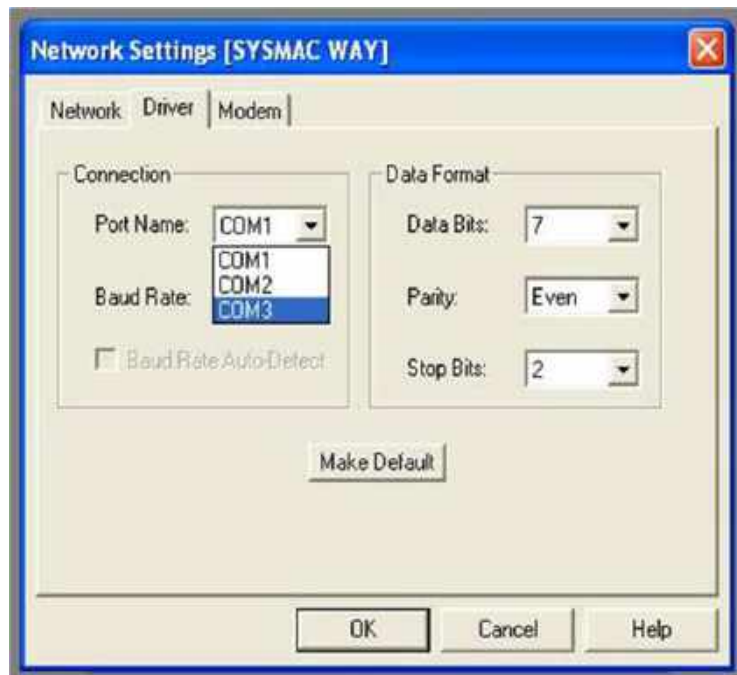 Network Settings [SYSMAC WAY]
Network Driver Modem
Connection
Port Name: COM1
COM1
COM2
COM3
Baud Rate:
Baud Rate Auto-Detect
Data Format
Data Bits: 7
Parity: Even
Stop Bits: 2
Make Default
OK Cancel Help